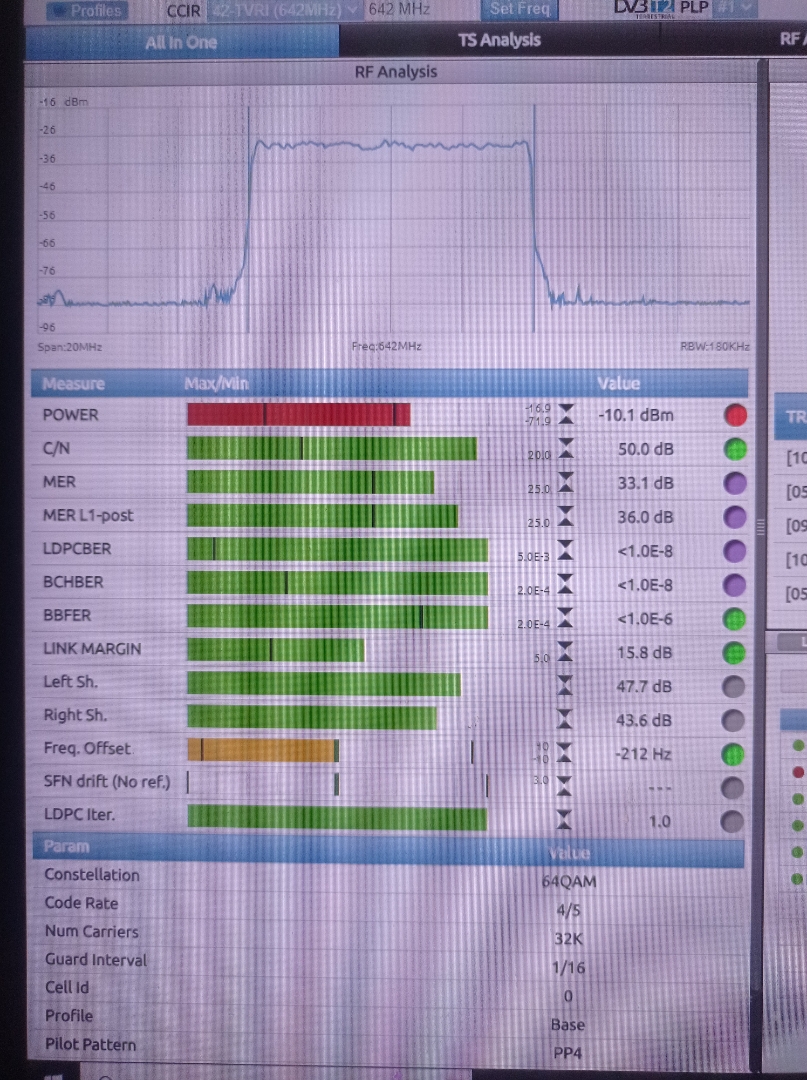 Profiles CCIR 42-TVRI (642MHz) 642 MHz Set Freq DVB T2 TERRESTRIAL PLP #1
All In One TS Analysis RF
RF Analysis
-16 dBm
-26
-36
-46
-56
-66
-76
-96
Span:20MHz Freq:642MHz RBW:180KHz
Measure Max/Min Value
POWER -16.9 -71.9 -10.1 dBm
C/N 20.0 50.0 dB
MER 25.0 33.1 dB
MER L1-post 25.0 36.0 dB
LDPCBER 5.0E-3 <1.0E-8
BCHBER 2.0E-4 <1.0E-8
BBFER 2.0E-4 <1.0E-6
LINK MARGIN 5.0 15.8 dB
Left Sh. 47.7 dB
Right Sh. 43.6 dB
Freq. Offset 10 -10 -212 Hz
SFN drift (No ref.) 3.0 ---
LDPC Iter. 1.0
Param Value
Constellation 64QAM
Code Rate 4/5
Num Carriers 32K
Guard Interval 1/16
Cell Id 0
Profile Base
Pilot Pattern PP4
TR
[10
[05
[09
[10
[05